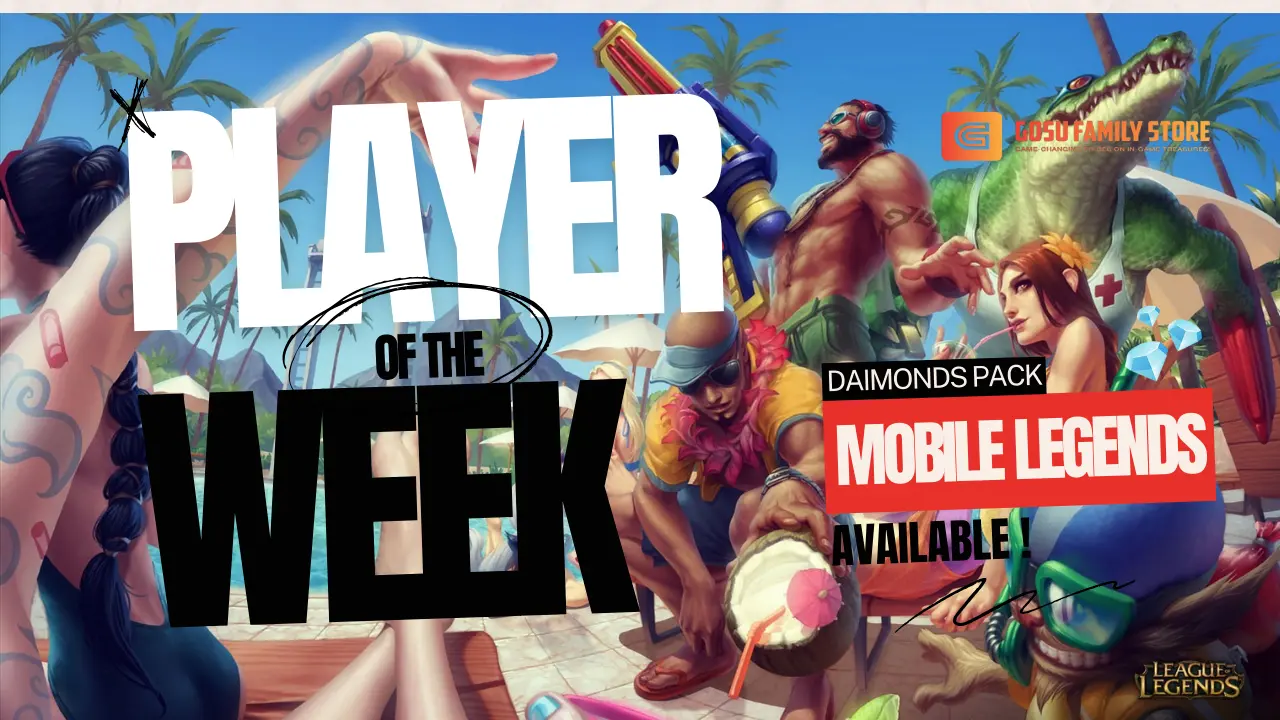 PLAYER
OF THE
WEEK
GOSU FAMILY STORE
DAIMONDS PACK
MOBILE LEGENDS
AVAILABLE !
LEAGUE OF
LEGENDS